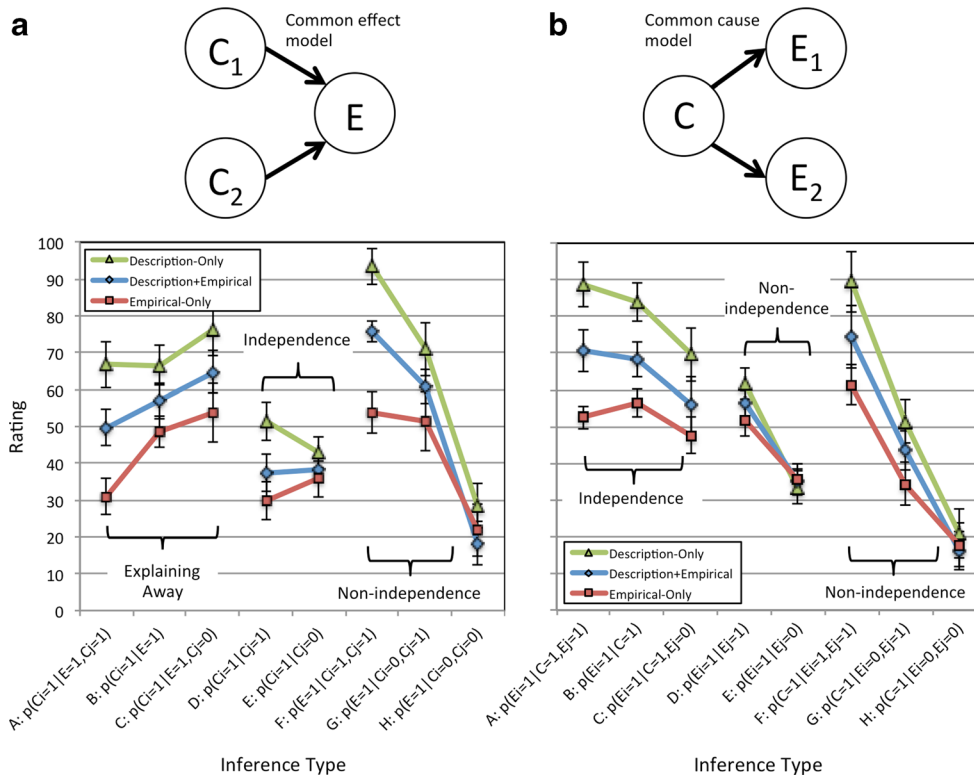 a
Common effect
model
C1
C2
E
Rating
100
90
80
70
60
50
40
30
20
10
0
Description-Only
Description+Empirical
Empirical-Only
Independence
Explaining
Away
Non-independence
A: p(Ci=1|E=1,Cj=1)
B: p(Ci=1|E=1)
C: p(Ci=1|E=1,Cj=0)
D: p(Ci=1|Cj=1)
E: p(Ci=1|Cj=0)
F: p(E=1|Ci=1,Cj=1)
G: p(E=1|Ci=0,Cj=1)
H: p(E=1|Ci=0,Cj=0)
Inference Type
b
Common cause
model
C
E1
E2
Non-
independence
Independence
Description-Only
Description+Empirical
Empirical-Only
Non-independence
A: p(Ei=1|C=1,Ej=1)
B: p(Ei=1|C=1)
C: p(Ei=1|C=1,Ej=0)
D: p(Ei=1|Ej=1)
E: p(Ei=1|Ej=0)
F: p(C=1|Ei=1,Ej=1)
G: p(C=1|Ei=0,Ej=1)
H: p(C=1|Ei=0,Ej=0)
Inference Type